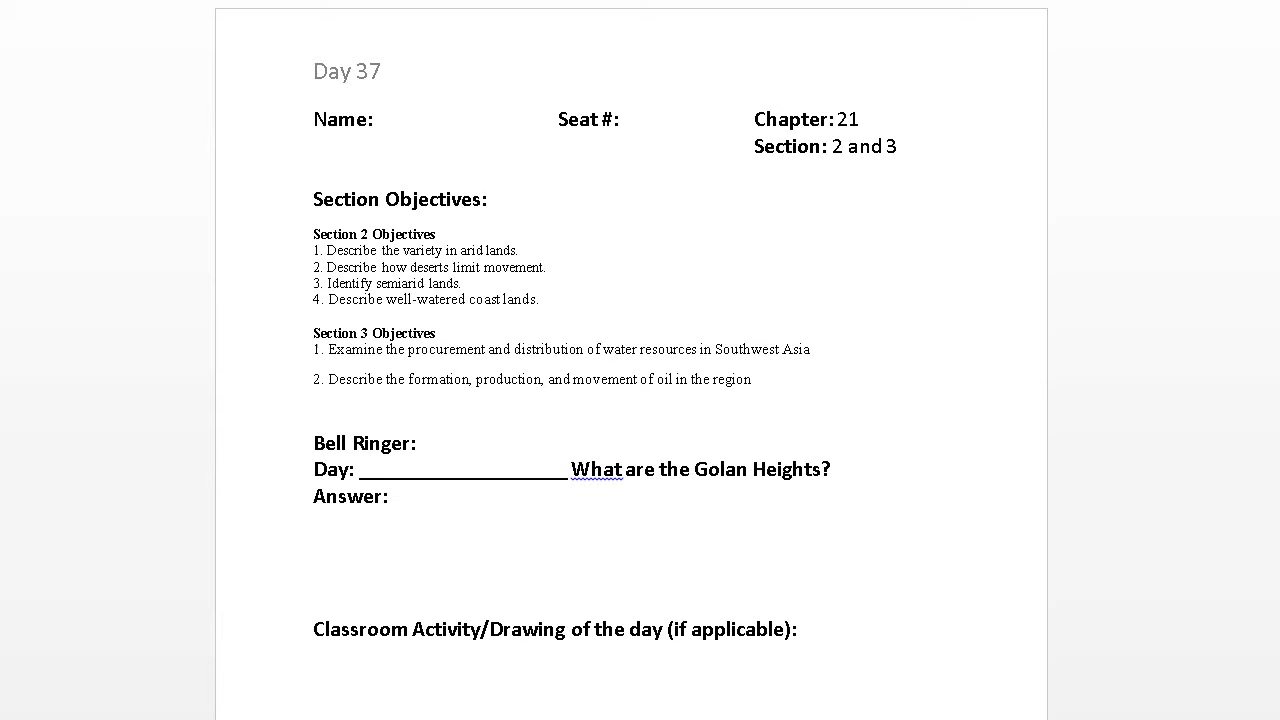 Day 37
Name: Seat #: Chapter: 21
Section: 2 and 3
Section Objectives:
Section 2 Objectives
1. Describe the variety in arid lands.
2. Describe how deserts limit movement.
3. Identify semiarid lands.
4. Describe well-watered coast lands.
Section 3 Objectives
1. Examine the procurement and distribution of water resources in Southwest Asia
2. Describe the formation, production, and movement of oil in the region
Bell Ringer:
Day: ____________________ What are the Golan Heights?
Answer:
Classroom Activity/Drawing of the day (if applicable):